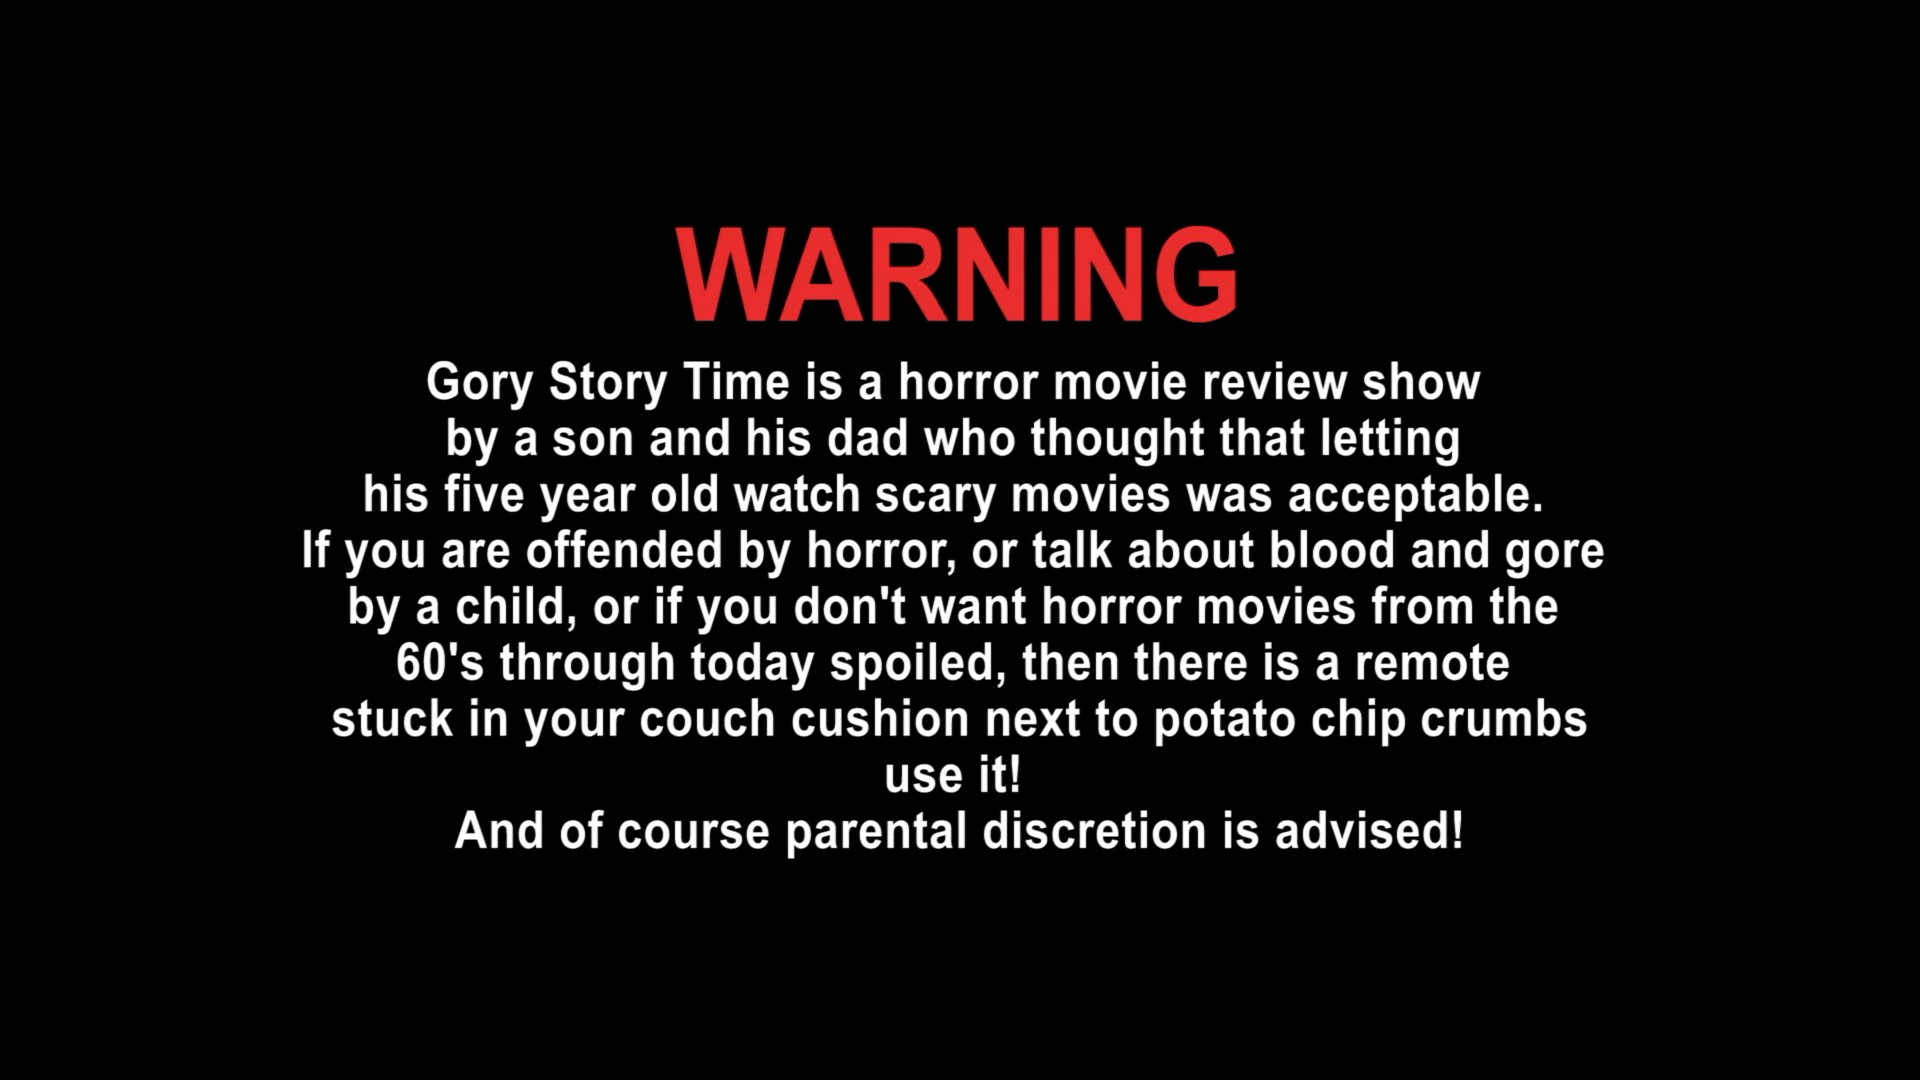 WARNING
Gory Story Time is a horror movie review show
by a son and his dad who thought that letting
his five year old watch scary movies was acceptable.
If you are offended by horror, or talk about blood and gore
by a child, or if you don't want horror movies from the
60's through today spoiled, then there is a remote
stuck in your couch cushion next to potato chip crumbs
use it!
And of course parental discretion is advised!